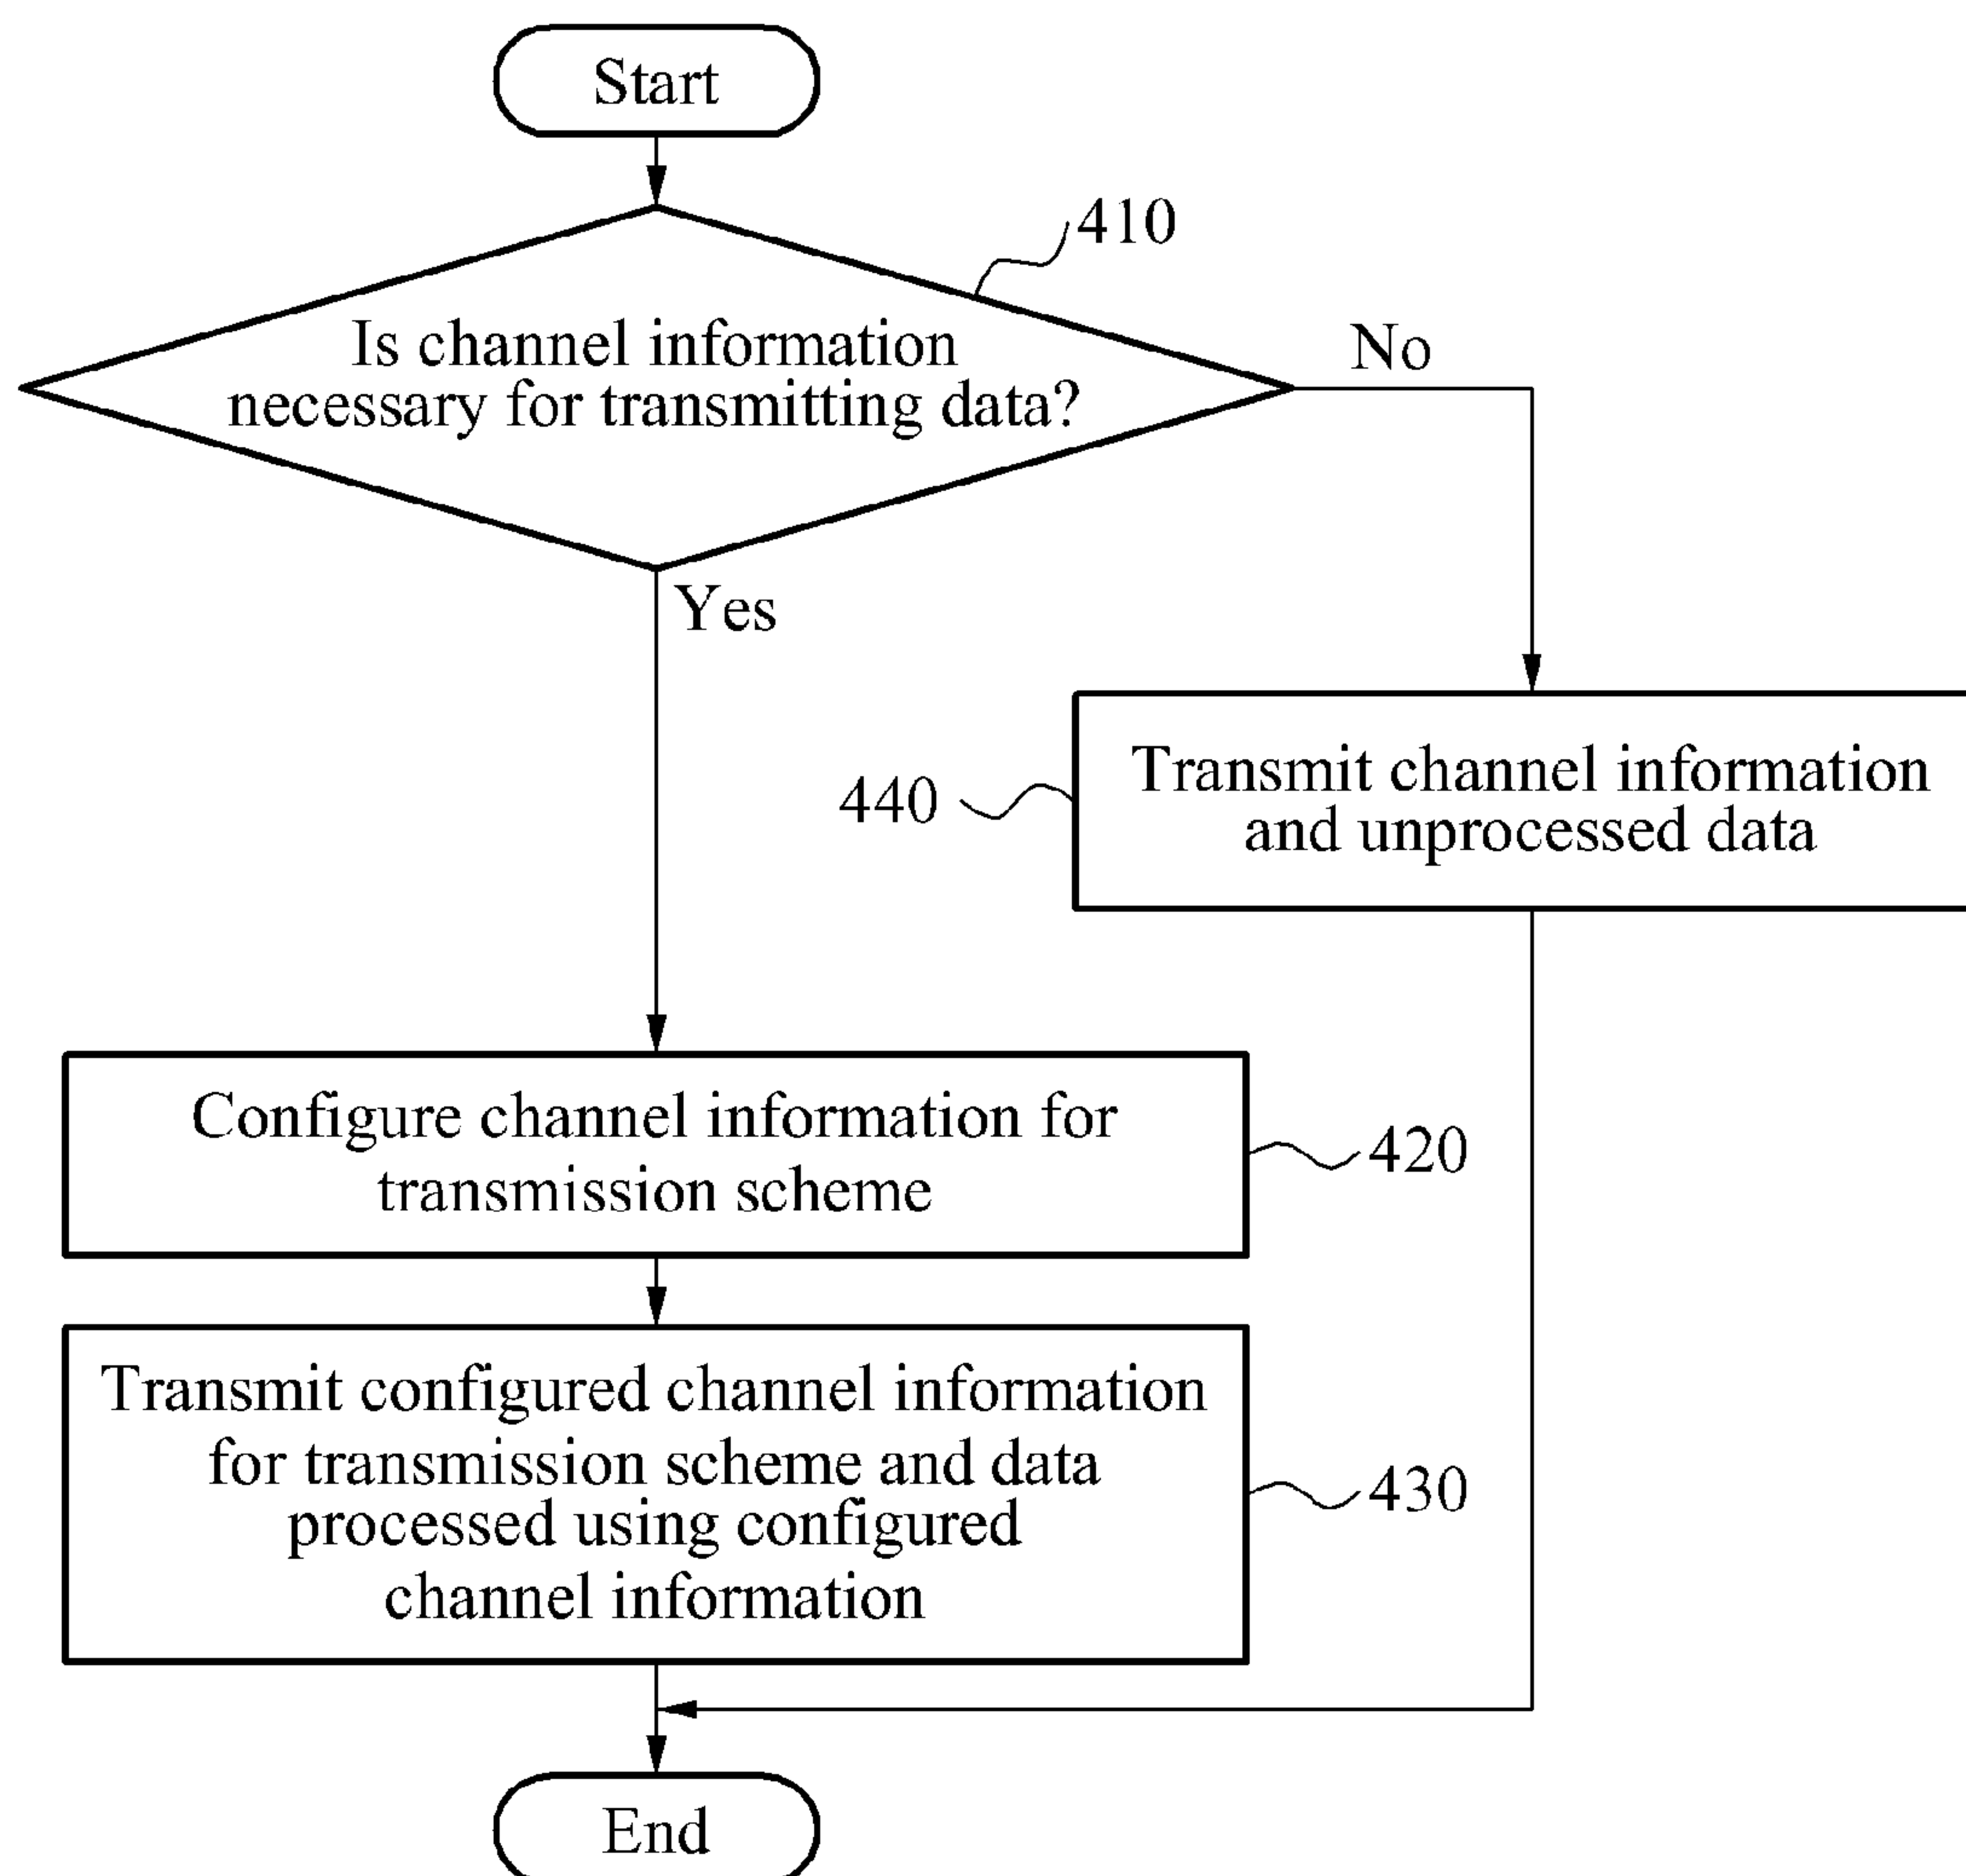 Start
410
Is channel information
necessary for transmitting data?
No
Yes
440
Transmit channel information
and unprocessed data
Configure channel information for
transmission scheme
420
Transmit configured channel information
for transmission scheme and data
processed using configured
channel information
430
End